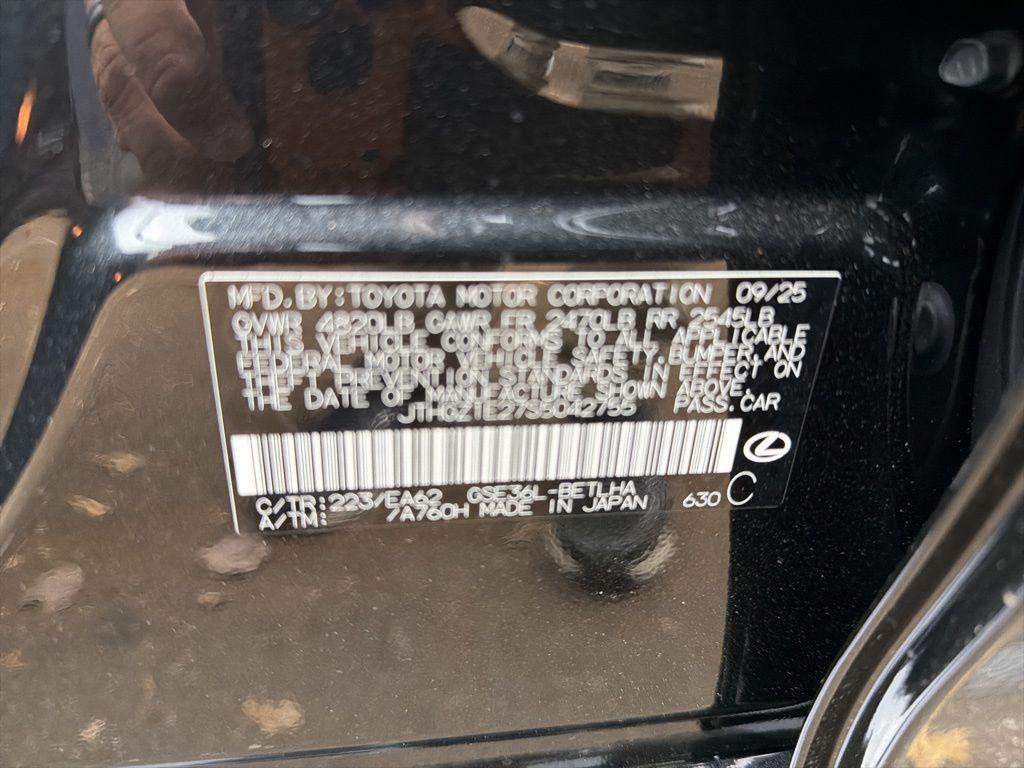 MFD. BY: TOYOTA MOTOR CORPORATION 09/25
GVWR 4820LB GAWR FR 2470LB RR 2545LB
THIS VEHICLE CONFORMS TO ALL APPLICABLE
FEDERAL MOTOR VEHICLE SAFETY, BUMPER, AND
THEFT PREVENTION STANDARDS IN EFFECT ON
THE DATE OF MANUFACTURE SHOWN ABOVE.
PASS. CAR
C/TR: 223/EA62 GSE36L-BETLHA 630 C
A/TM: 7A760H MADE IN JAPAN